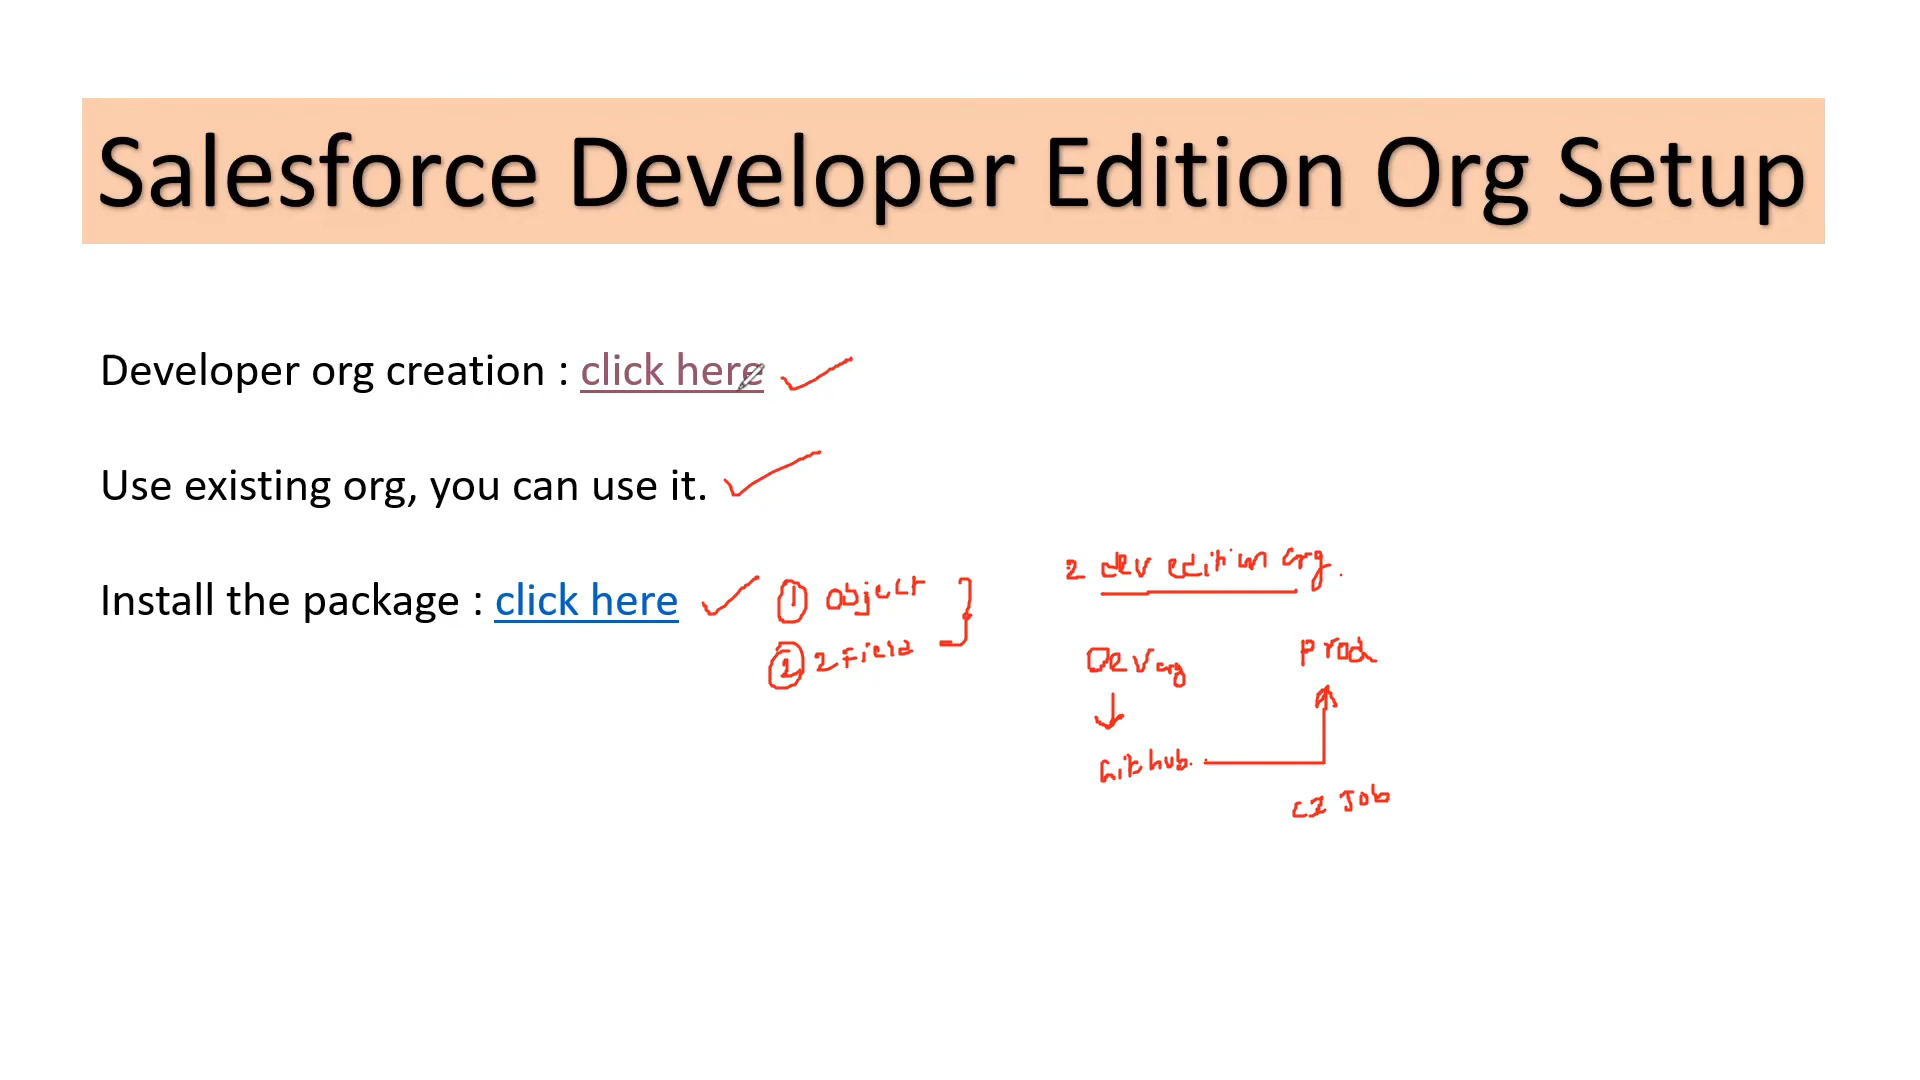 Salesforce Developer Edition Org Setup
Developer org creation : click here
Use existing org, you can use it.
Install the package : click here
1 object
2 2 Field
2 dev edition org.
Dev org
Prod
Github.
CI Job